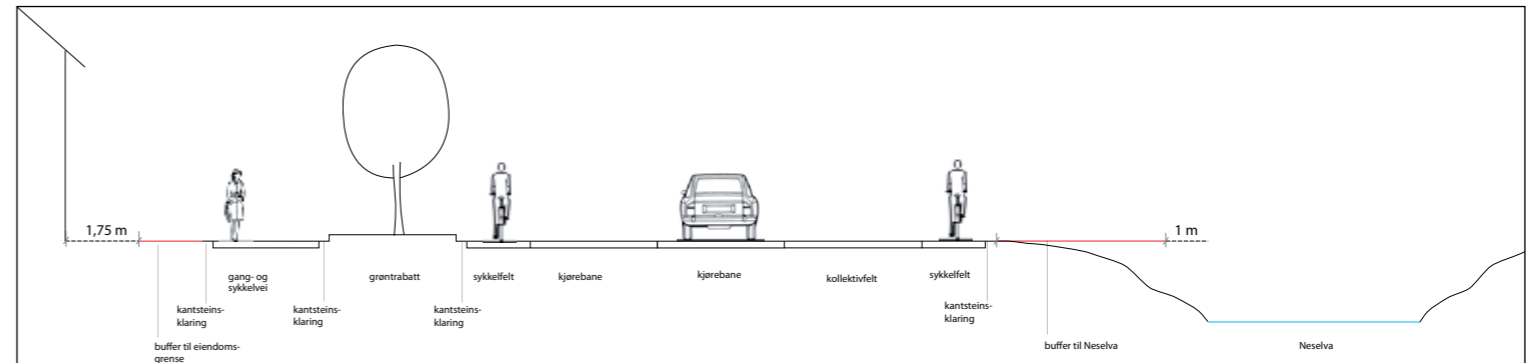 1,75 m
1 m
gang- og
sykkelvei
grøntrabatt
sykkelfelt
kjørebane
kjørebane
kollektivfelt
sykkelfelt
kantsteins-
klaring
kantsteins-
klaring
kantsteins-
klaring
kantsteins-
klaring
buffer til eiendoms-
grense
buffer til Neselva
Neselva